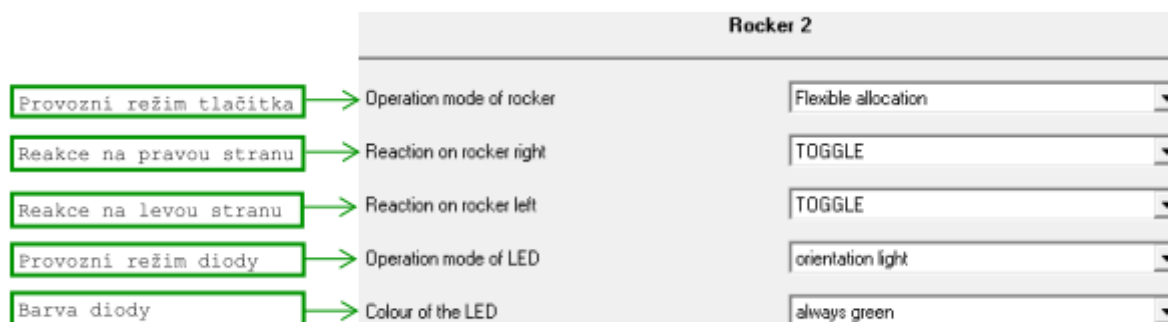 Rocker 2
Provozní režim tlačítka Operation mode of rocker Flexible allocation
Reakce na pravou stranu Reaction on rocker right TOGGLE
Reakce na levou stranu Reaction on rocker left TOGGLE
Provozní režim diody Operation mode of LED orientation light
Barva diody Colour of the LED always green